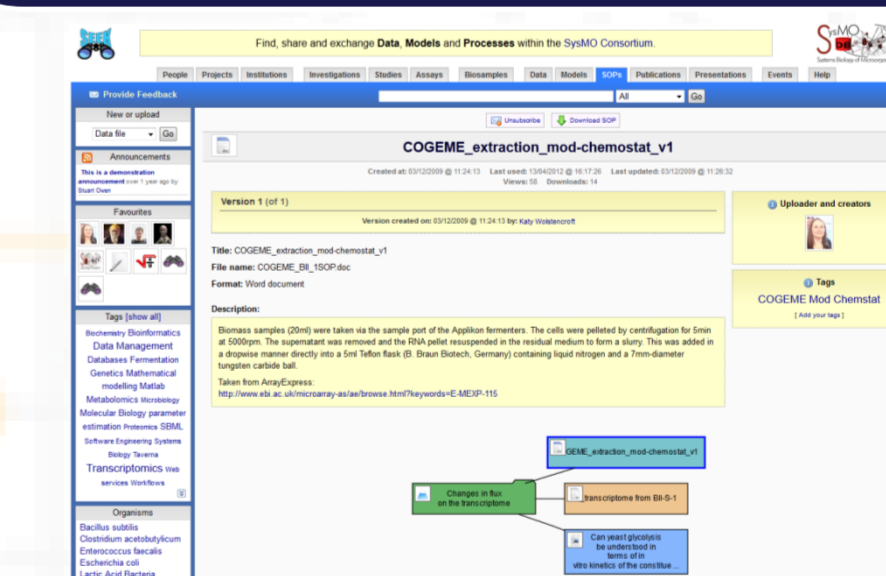 SEEK
Find, share and exchange Data, Models and Processes within the SysMO Consortium.
SysMO
DB
People Projects Institutions Investigations Studies Assays Biosamples Data Models SOPs Publications Presentations Events Help
Provide Feedback
All
Go
New or upload
Data file
Go
Announcements
This is a demonstration
announcement over 1 year ago by
Stuart Owen
Favourites
Tags [show all]
Biochemistry Bioinformatics
Data Management
Databases Fermentation
Genetics Mathematical
modelling Matlab
Metabolomics Microbiology
Molecular Biology parameter
estimation Proteomics SBML
Software Engineering Systems
Biology Taverna
Transcriptomics web
services Workflows
Organisms
Bacillus subtilis
Clostridium acetobutylicum
Enterococcus faecalis
Escherichia coli
Lactic Acid Bacteria
Unsubscribe
Download SOP
COGEME_extraction_mod-chemostat_v1
Created at: 03/12/2009 @ 11:24:13 Last used: 13/04/2012 @ 16:17:26 Last updated: 03/12/2009 @ 11:26:32
Views: 58 Downloads: 14
Version 1 (of 1)
Version created on: 03/12/2009 @ 11:24:13 by: Katy Wolstencroft
Title: COGEME_extraction_mod-chemostat_v1
File name: COGEME_BII_1SOP.doc
Format: Word document
Description:
Biomass samples (20ml) were taken via the sample port of the Applikon fermenters. The cells were pelleted by centrifugation for 5min
at 5000rpm. The supernatant was removed and the RNA pellet resuspended in the residual medium to form a slurry. This was added in
a dropwise manner directly into a 5ml Teflon flask (B. Braun Biotech, Germany) containing liquid nitrogen and a 7mm-diameter
tungsten carbide ball.
Taken from ArrayExpress:
http://www.ebi.ac.uk/microarray-as/ae/browse.html?keywords=E-MEXP-115
Uploader and creators
Tags
COGEME Mod Chemstat
[ Add your tags ]
GEME_extraction_mod-chemostat_v1
Changes in flux
on the transcriptome
_transcriptome from BII-S-1
Can yeast glycolysis
be understood in
terms of in
vitro kinetics of the constitue ...